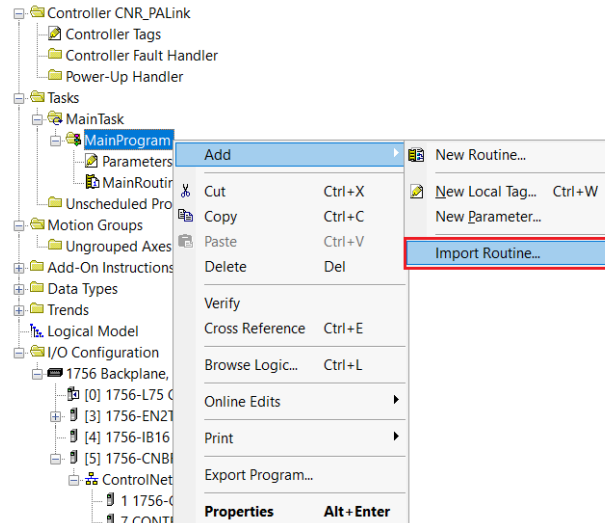 Controller CNR_PALink
Controller Tags
Controller Fault Handler
Power-Up Handler
Tasks
MainTask
MainProgram
Parameters
MainRoutin
Unscheduled Pro
Motion Groups
Ungrouped Axes
Add-On Instructions
Data Types
Trends
Logical Model
I/O Configuration
1756 Backplane,
[0] 1756-L75
[3] 1756-EN2T
[4] 1756-IB16
[5] 1756-CNB
ControlNet
1 1756-
7 CONT
Add
Cut Ctrl+X
Copy Ctrl+C
Paste Ctrl+V
Delete Del
Verify
Cross Reference Ctrl+E
Browse Logic... Ctrl+L
Online Edits
Print
Export Program...
Properties Alt+Enter
New Routine...
New Local Tag... Ctrl+W
New Parameter...
Import Routine...